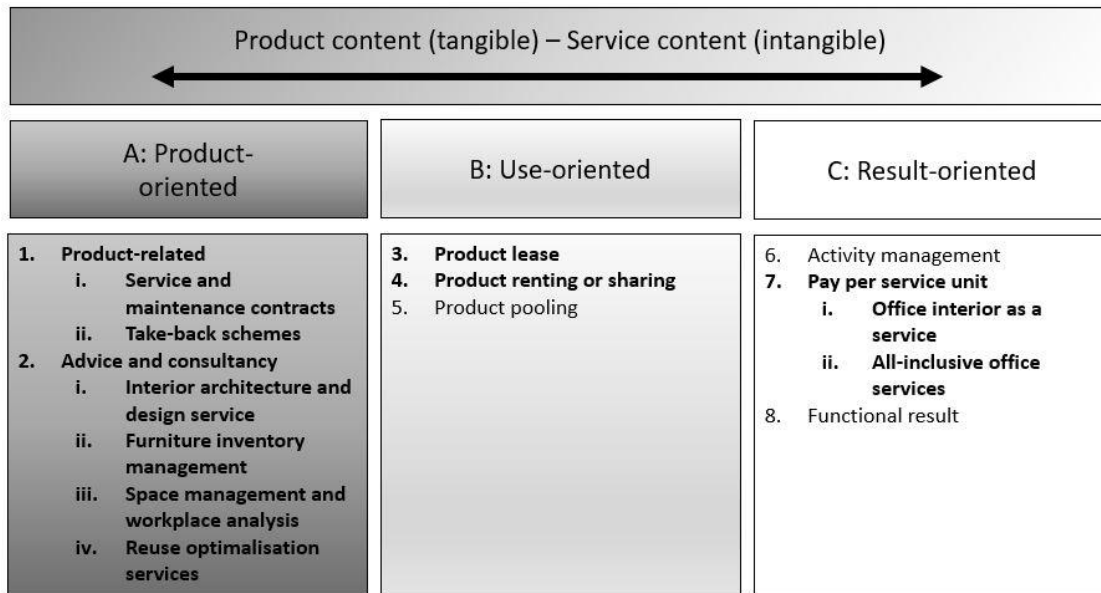 Product content (tangible) – Service content (intangible)
A: Product-
oriented
B: Use-oriented
C: Result-oriented
1. Product-related
i. Service and
maintenance contracts
ii. Take-back schemes
2. Advice and consultancy
i. Interior architecture and
design service
ii. Furniture inventory
management
iii. Space management and
workplace analysis
iv. Reuse optimalisation
services
3. Product lease
4. Product renting or sharing
5. Product pooling
6. Activity management
7. Pay per service unit
i. Office interior as a
service
ii. All-inclusive office
services
8. Functional result